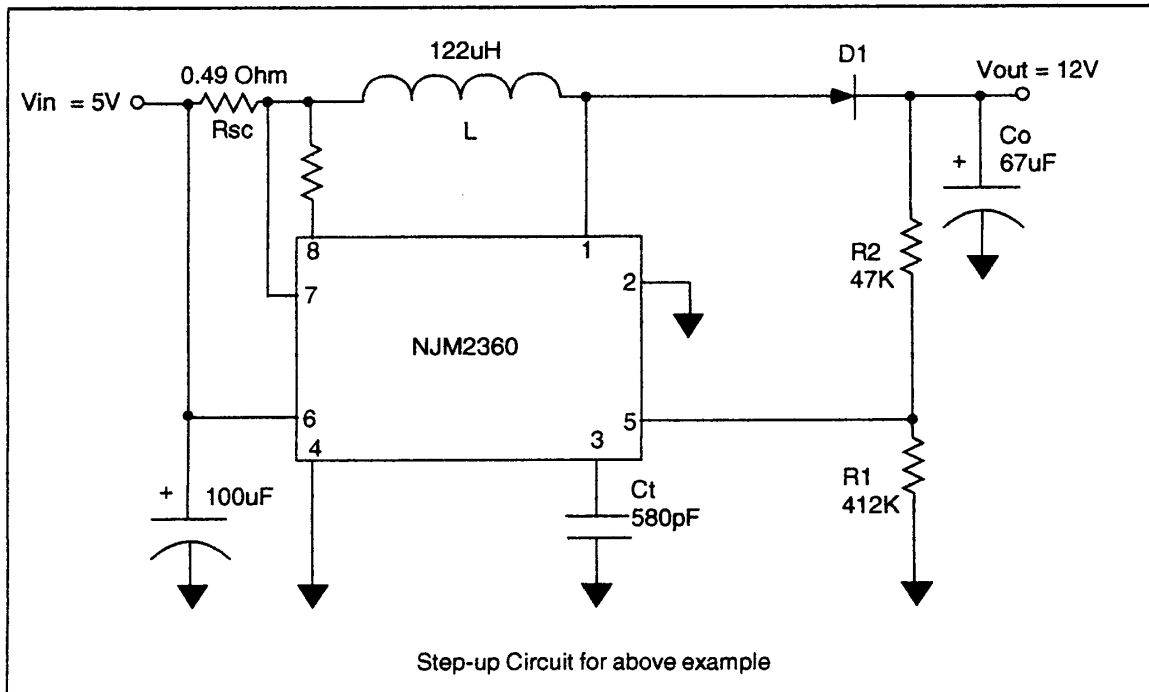 122uH
D1
0.49 Ohm
Vin = 5V
Vout = 12V
Rsc
L
Co
+
67uF
8
1
R2
47K
7
2
NJM2360
6
5
4
3
R1
412K
+
100uF
Ct
580pF
Step-up Circuit for above example